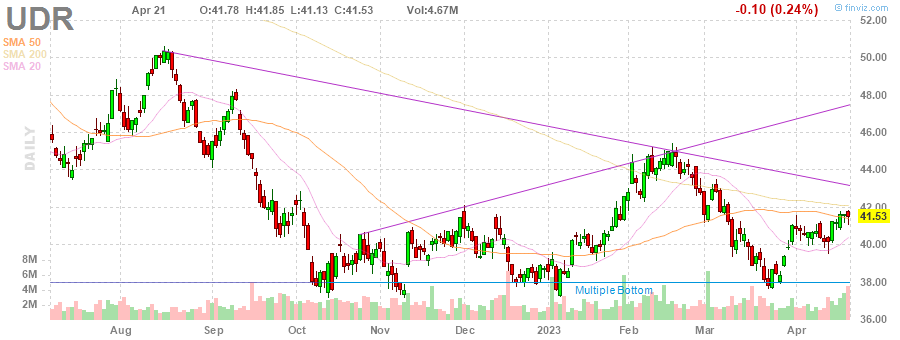 UDR Apr 21 O:41.78 H:41.85 L:41.13 C:41.53 Vol:4.67M -0.10 (0.24%) © finviz.com
52.00
SMA 50
SMA 200
SMA 20
50.00
48.00
46.00
DAILY
44.00
42.00
41.53
40.00
8M
6M
38.00
Multiple Bottom
4M
2M
36.00
34.00
Aug Sep Oct Nov Dec 2023 Feb Mar Apr